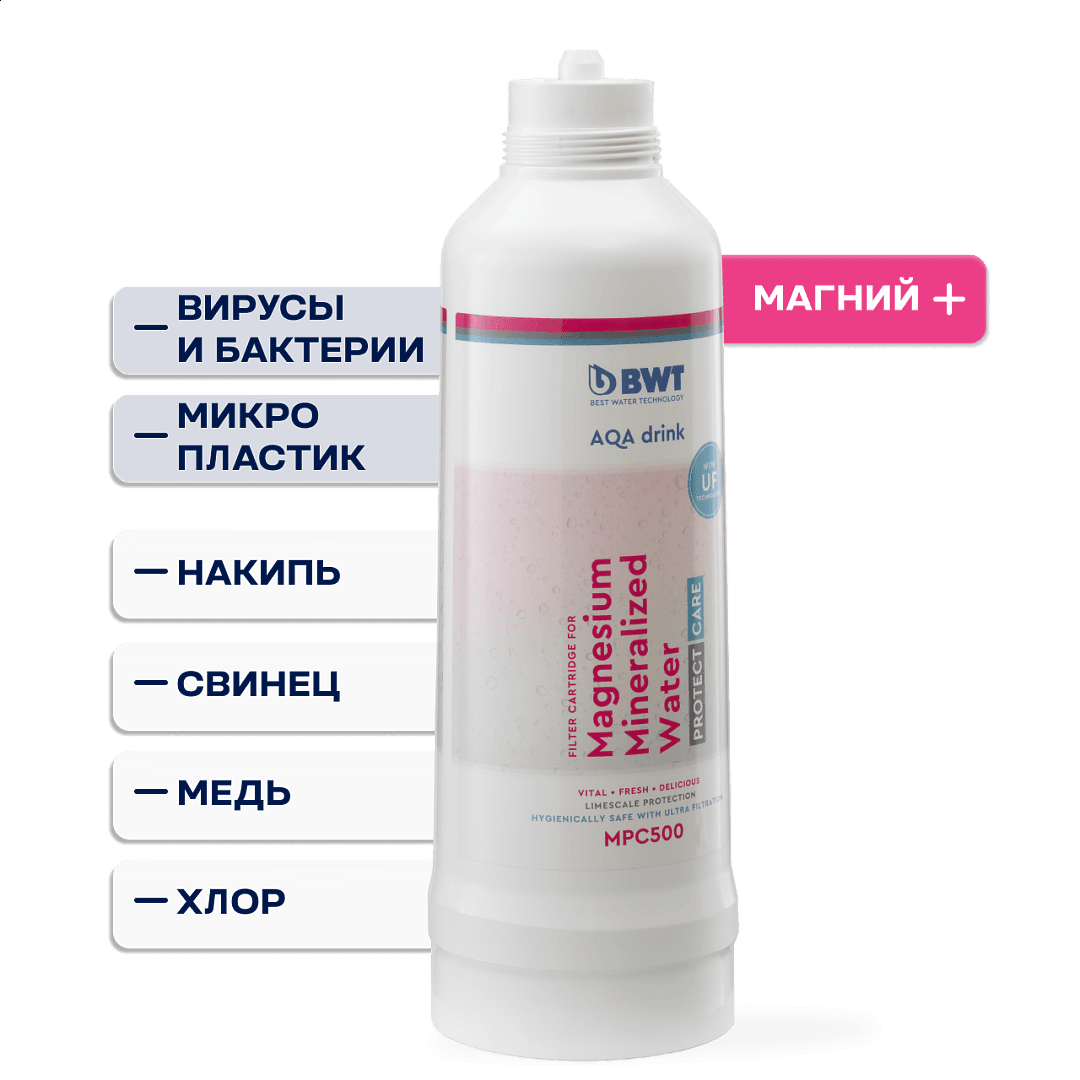 — ВИРУСЫ
И БАКТЕРИИ
— МИКРО
ПЛАСТИК
— НАКИПЬ
— СВИНЕЦ
— МЕДЬ
— ХЛОР
МАГНИЙ +
BWT
BEST WATER TECHNOLOGY
AQA drink
WITH
UF
FILTER CARTRIDGE FOR
Magnesium
Mineralized
Water
PROTECT CARE
VITAL • FRESH • DELICIOUS
LIMESCALE PROTECTION
HYGIENICALLY SAFE WITH ULTRA FILTRATION
MPC500